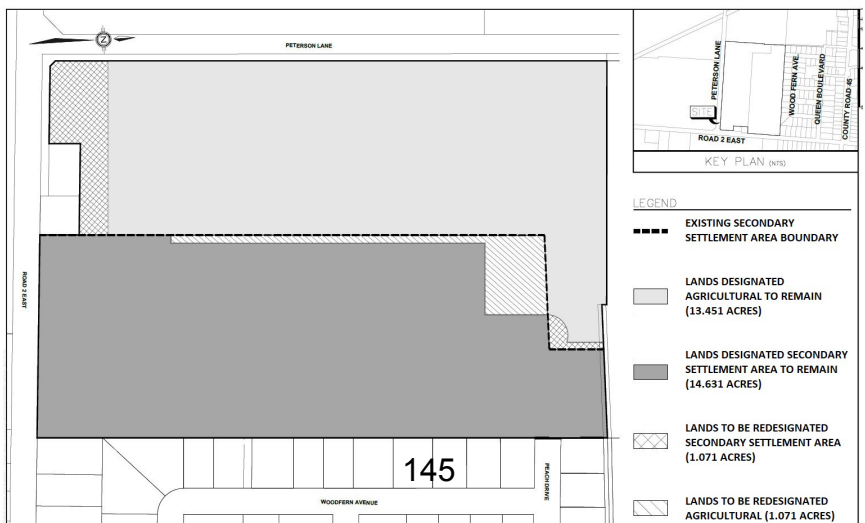 Z
PETERSON LANE
ROAD 2 EAST
145
PEACH DRIVE
WOODFERN AVENUE
PETERSON LANE
WOOD FERN AVE.
QUEEN BOULEVARD
COUNTY ROAD 45
SITE
ROAD 2 EAST
KEY PLAN (NTS)
LEGEND
EXISTING SECONDARY
SETTLEMENT AREA BOUNDARY
LANDS DESIGNATED
AGRICULTURAL TO REMAIN
(13.451 ACRES)
LANDS DESIGNATED SECONDARY
SETTLEMENT AREA TO REMAIN
(14.631 ACRES)
LANDS TO BE REDESIGNATED
SECONDARY SETTLEMENT AREA
(1.071 ACRES)
LANDS TO BE REDESIGNATED
AGRICULTURAL (1.071 ACRES)